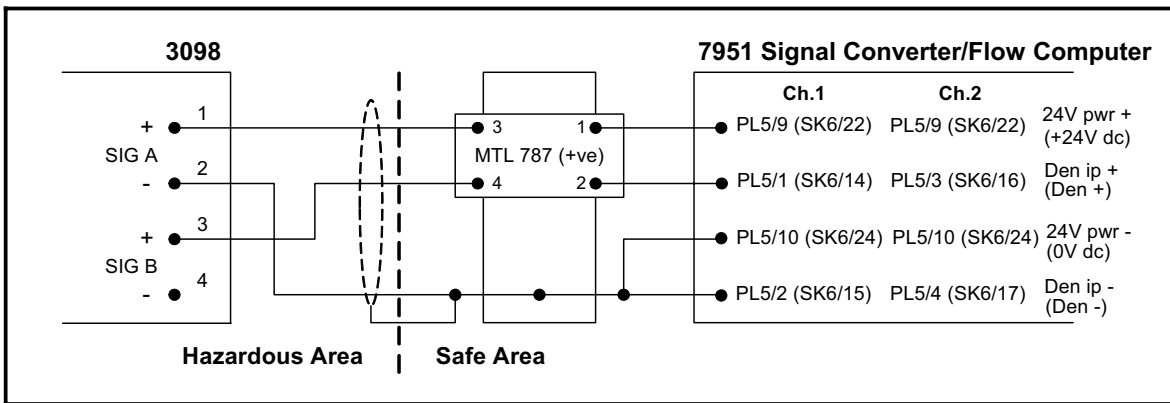 3098
7951 Signal Converter/Flow Computer
Ch.1 Ch.2
+ 1 3 1 PL5/9 (SK6/22) PL5/9 (SK6/22) 24V pwr +
(+24V dc)
SIG A MTL 787 (+ve)
- 2 4 2 PL5/1 (SK6/14) PL5/3 (SK6/16) Den ip +
(Den +)
+ 3 PL5/10 (SK6/24) PL5/10 (SK6/24) 24V pwr -
(0V dc)
SIG B
- 4 PL5/2 (SK6/15) PL5/4 (SK6/17) Den ip -
(Den -)
Hazardous Area Safe Area